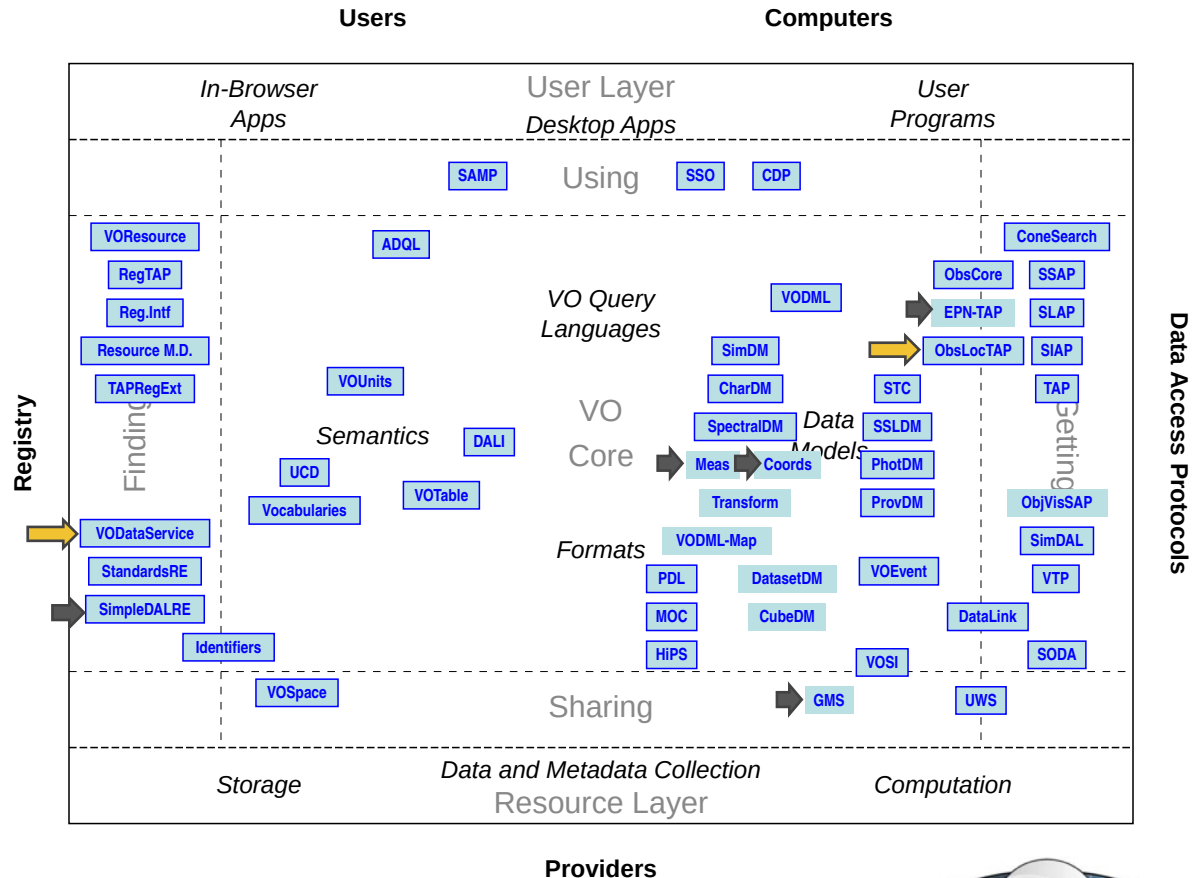 Users
Computers
In-Browser
Apps
User Layer
Desktop Apps
User
Programs
SAMP
Using
SSO
CDP
VOResource
ADQL
ConeSearch
RegTAP
ObsCore
SSAP
Reg.Intf
VO Query
Languages
VODML
EPN-TAP
SLAP
Resource M.D.
SimDM
ObsLocTAP
SIAP
TAPRegExt
VOUnits
CharDM
STC
TAP
Registry
Finding
Semantics
DALI
VO
Core
SpectralDM
Data
Models
SSLDM
Getting
Data Access Protocols
UCD
Meas
Coords
PhotDM
Vocabularies
VOTable
Transform
ProvDM
ObjVisSAP
VODataService
Formats
VODML-Map
SimDAL
StandardsRE
PDL
DatasetDM
VOEvent
VTP
SimpleDALRE
MOC
CubeDM
DataLink
Identifiers
HiPS
VOSI
SODA
VOSpace
Sharing
GMS
UWS
Storage
Data and Metadata Collection
Computation
Resource Layer
Providers